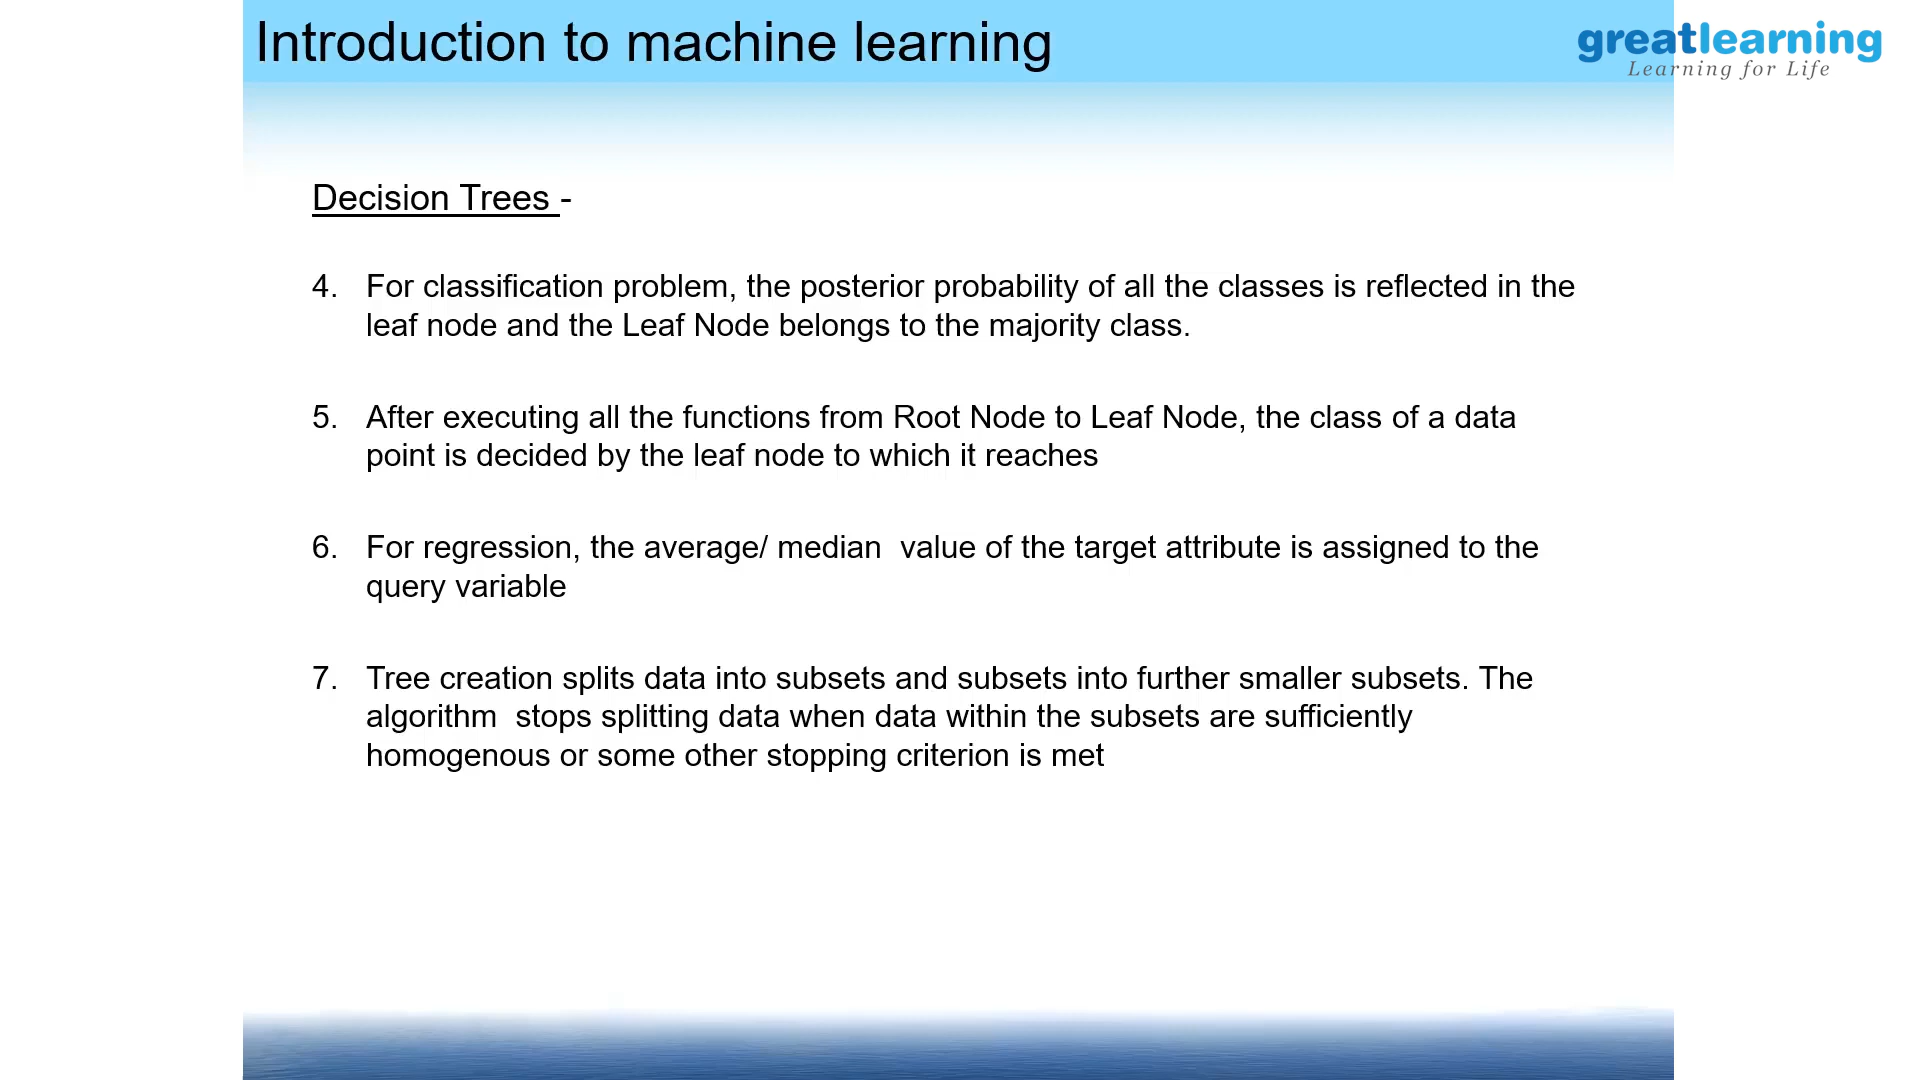 Introduction to machine learning
greatlearning
Learning for Life
Decision Trees -
4. For classification problem, the posterior probability of all the classes is reflected in the
leaf node and the Leaf Node belongs to the majority class.
5. After executing all the functions from Root Node to Leaf Node, the class of a data
point is decided by the leaf node to which it reaches
6. For regression, the average/ median  value of the target attribute is assigned to the
query variable
7. Tree creation splits data into subsets and subsets into further smaller subsets. The
algorithm  stops splitting data when data within the subsets are sufficiently
homogenous or some other stopping criterion is met